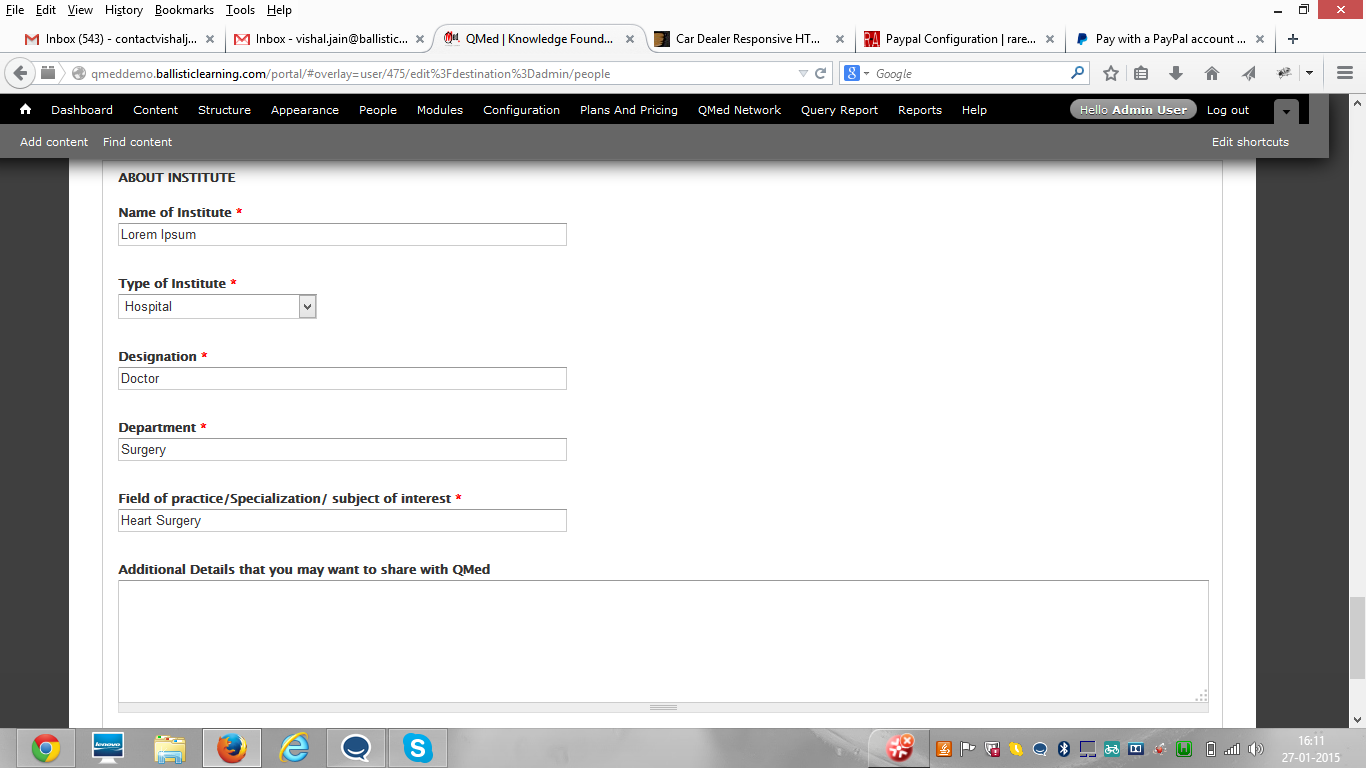 File Edit View History Bookmarks Tools Help
Inbox (543) - contactvishalj... Inbox - vishal.jain@ballistic... QMed | Knowledge Found... Car Dealer Responsive HT... Paypal Configuration | rare... Pay with a PayPal account ...
qmeddemo.ballisticlearning.com/portal/#overlay=user/475/edit%3Fdestination%3Dadmin/people Google
Dashboard Content Structure Appearance People Modules Configuration Plans And Pricing QMed Network Query Report Reports Help Hello Admin User Log out
Add content Find content Edit shortcuts
ABOUT INSTITUTE
Name of Institute *
Lorem Ipsum
Type of Institute *
Hospital
Designation *
Doctor
Department *
Surgery
Field of practice/Specialization/ subject of interest *
Heart Surgery
Additional Details that you may want to share with QMed
16:11
27-01-2015